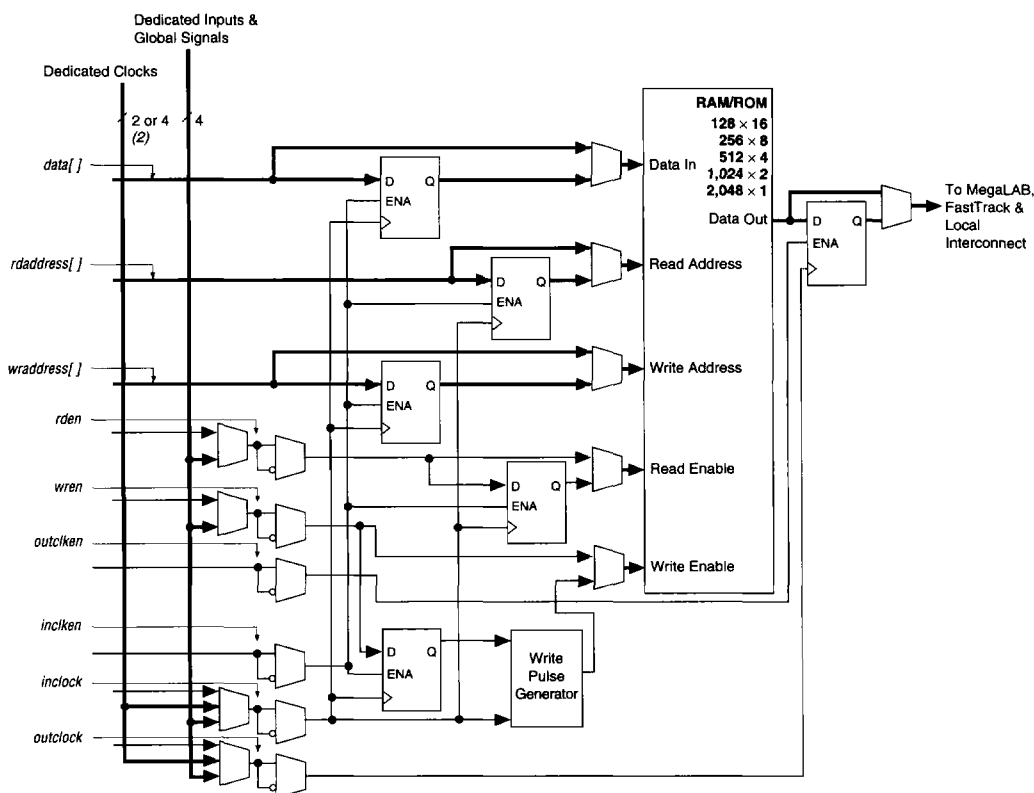 Dedicated Inputs &
Global Signals
Dedicated Clocks
2 or 4
(2)
4
RAM/ROM
128 × 16
256 × 8
512 × 4
1,024 × 2
2,048 × 1
data[ ]
D Q
ENA
Data In
Data Out
D Q
ENA
To MegaLAB,
FastTrack &
Local
Interconnect
rdaddress[ ]
D Q
ENA
Read Address
wraddress[ ]
D Q
ENA
Write Address
rden
Read Enable
D Q
ENA
wren
outclken
Write Enable
inclken
D Q
ENA
Write
Pulse
Generator
inclock
outclock